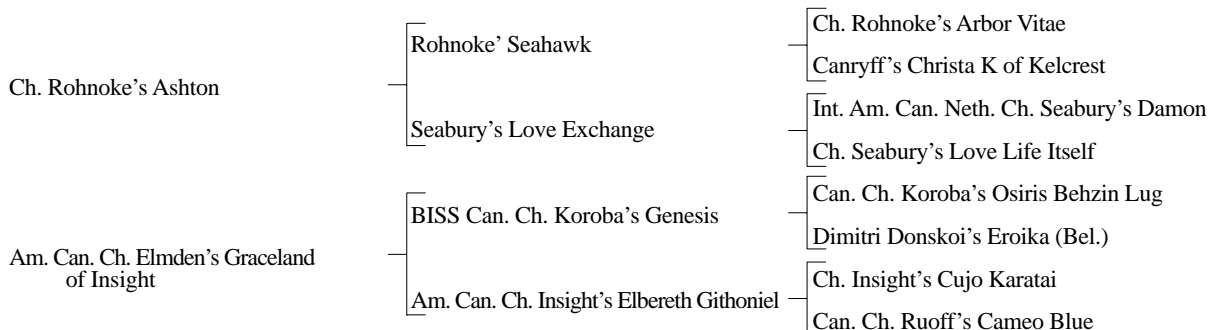 Ch. Rohnoke’s Ashton
Rohnoke’ Seahawk
Ch. Rohnoke’s Arbor Vitae
Canryff’s Christa K of Kelcrest
Seabury’s Love Exchange
Int. Am. Can. Neth. Ch. Seabury’s Damon
Ch. Seabury’s Love Life Itself
Am. Can. Ch. Elmden’s Graceland
of Insight
BISS Can. Ch. Koroba’s Genesis
Can. Ch. Koroba’s Osiris Behzin Lug
Dimitri Donskoi’s Eroika (Bel.)
Am. Can. Ch. Insight’s Elbereth Githoniel
Ch. Insight’s Cujo Karatai
Can. Ch. Ruoff’s Cameo Blue